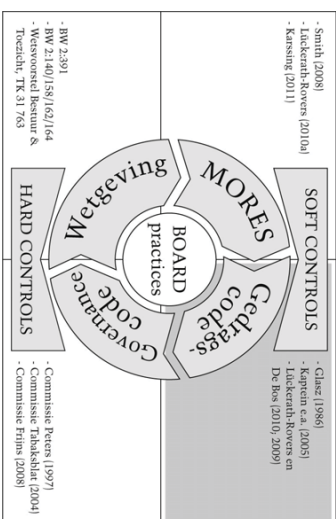 SOFT CONTROLS
- Smith (2008)
- Lückerath-Rovers (2010a)
- Karssing (2011)
- Glasz (1986)
- Kaptein e.a. (2005)
- Lückerath-Rovers en
De Bos (2010, 2009)
MORES
Gedrags-
code
BOARD
practices
Wetgeving
Governance
code
HARD CONTROLS
- BW 2:391
- BW 2:140/158/162/164
- Wetsvoorstel Bestuur &
Toezicht, TK 31 763
- Commissie Peters (1997)
- Commissie Tabaksblat (2004)
- Commissie Frijns (2008)